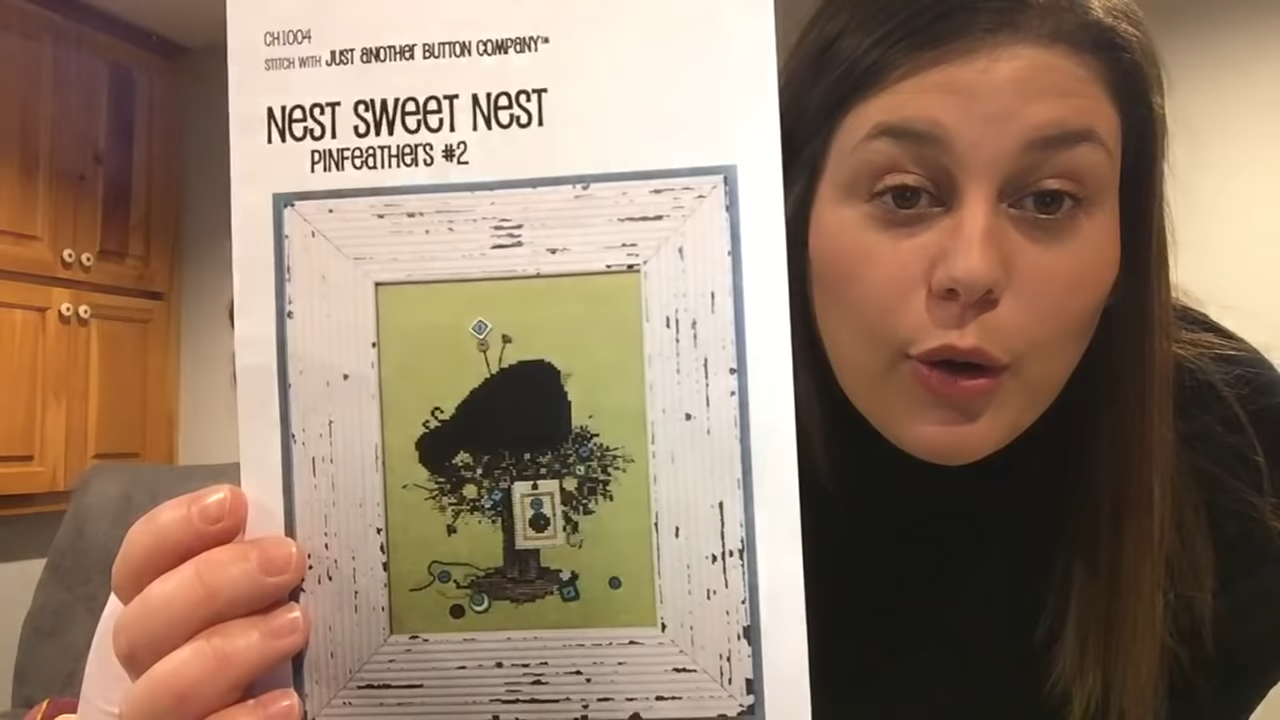 CH1004
STITCH WITH JUST ANOTHER BUTTON COMPANY™
NEST SWEET NEST
PINFEATHERS #2